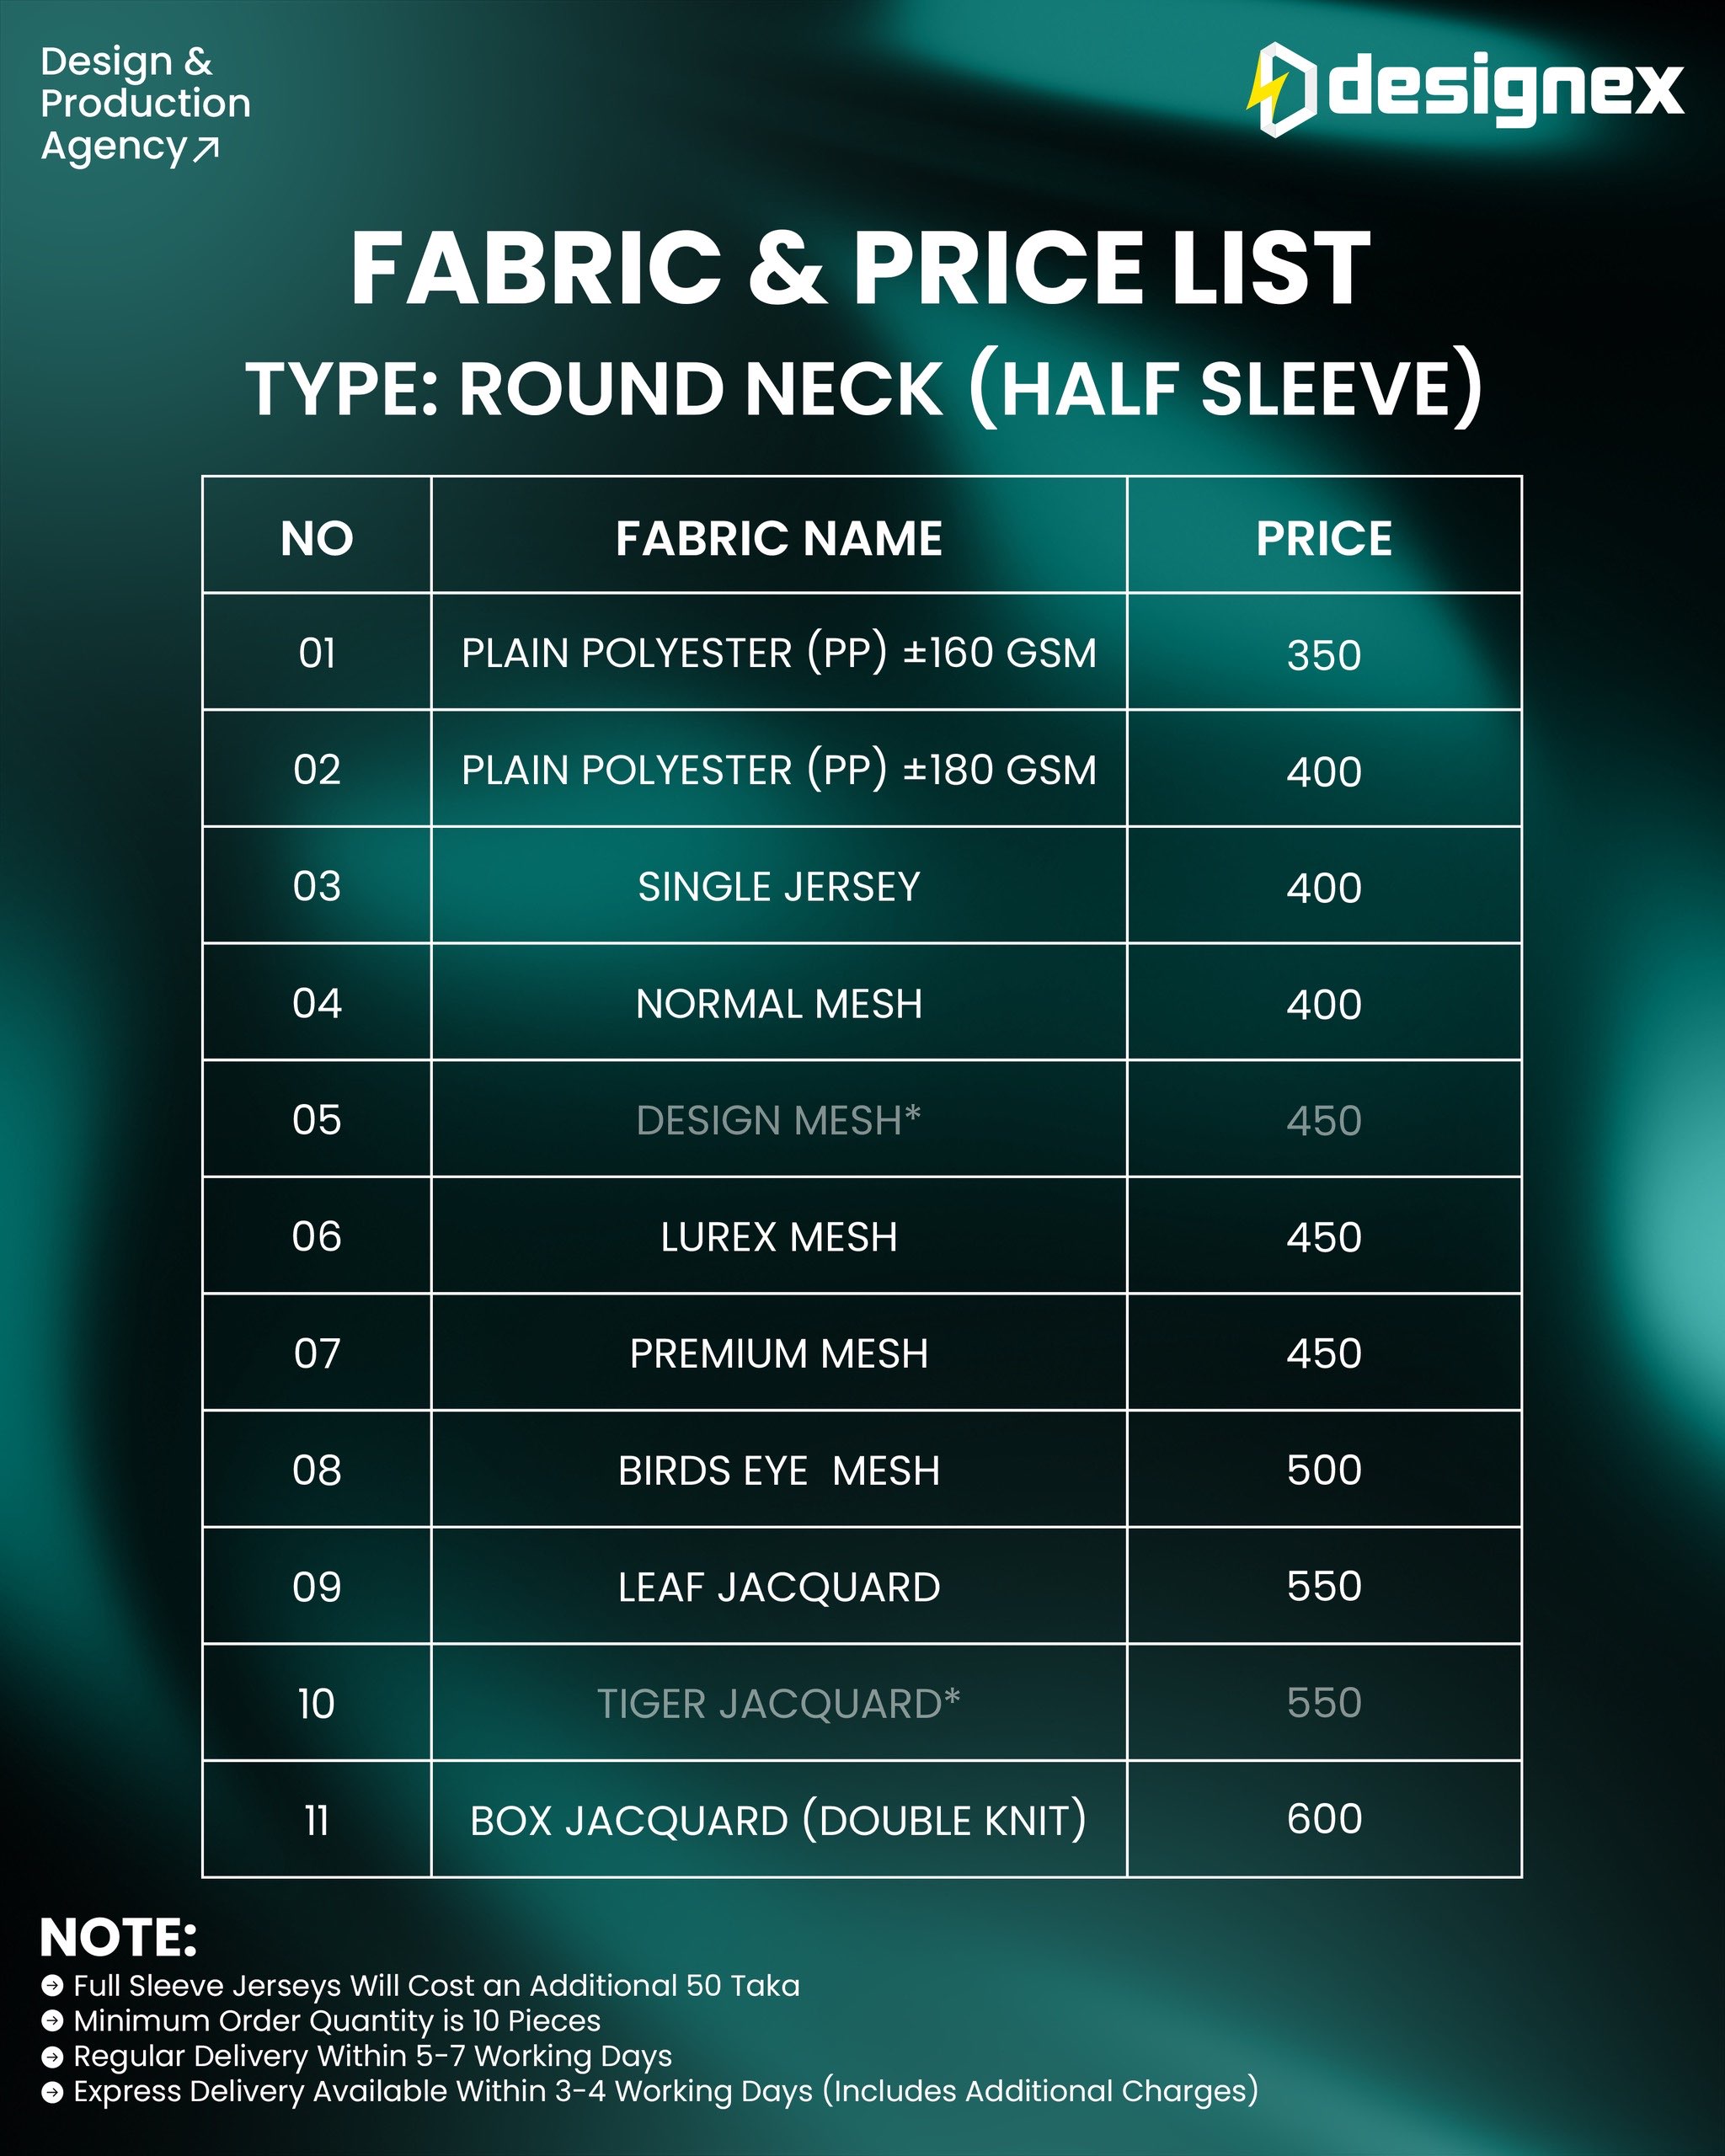 Design &
Production
Agency↗
designex
FABRIC & PRICE LIST
TYPE: ROUND NECK (HALF SLEEVE)
NO FABRIC NAME PRICE
01 PLAIN POLYESTER (PP) ±160 GSM 350
02 PLAIN POLYESTER (PP) ±180 GSM 400
03 SINGLE JERSEY 400
04 NORMAL MESH 400
05 DESIGN MESH* 450
06 LUREX MESH 450
07 PREMIUM MESH 450
08 BIRDS EYE  MESH 500
09 LEAF JACQUARD 550
10 TIGER JACQUARD* 550
11 BOX JACQUARD (DOUBLE KNIT) 600
NOTE:
Full Sleeve Jerseys Will Cost an Additional 50 Taka
Minimum Order Quantity is 10 Pieces
Regular Delivery Within 5-7 Working Days
Express Delivery Available Within 3-4 Working Days (Includes Additional Charges)